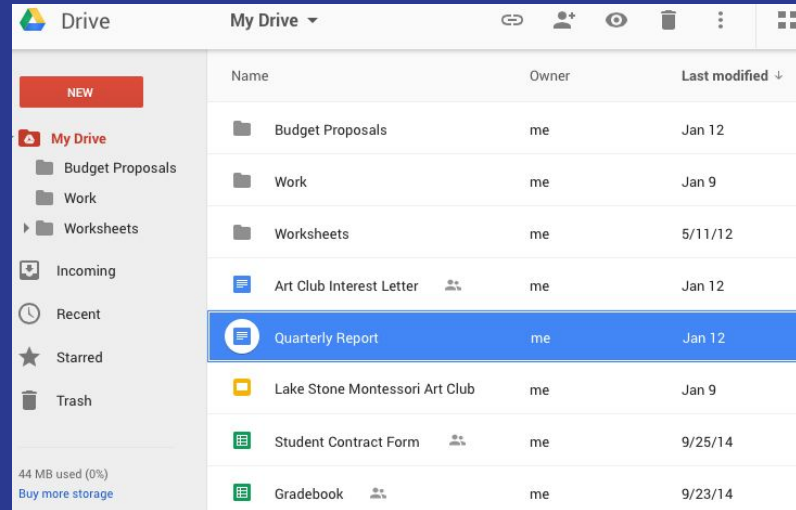 Drive
My Drive
NEW
My Drive
Budget Proposals
Work
Worksheets
Incoming
Recent
Starred
Trash
44 MB used (0%)
Buy more storage
Name Owner Last modified
Budget Proposals me Jan 12
Work me Jan 9
Worksheets me 5/11/12
Art Club Interest Letter me Jan 12
Quarterly Report me Jan 12
Lake Stone Montessori Art Club me Jan 9
Student Contract Form me 9/25/14
Gradebook me 9/23/14